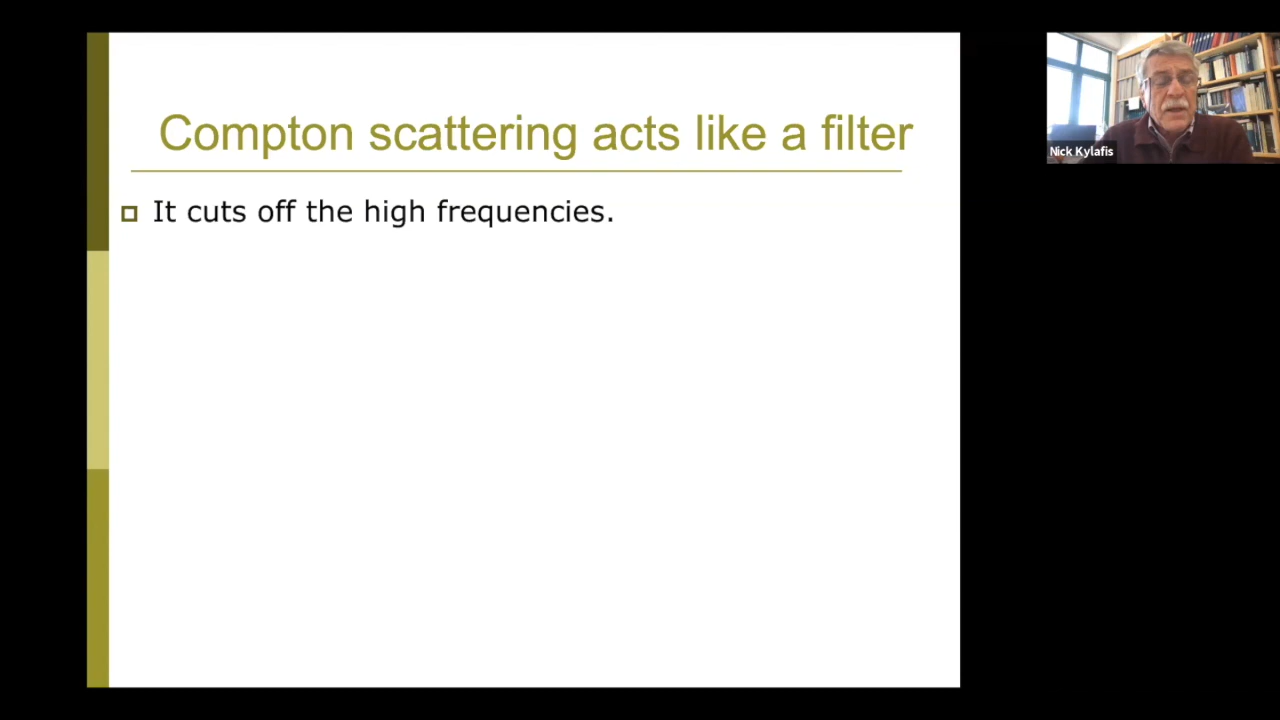 Compton scattering acts like a filter
It cuts off the high frequencies.
Nick Kylafis